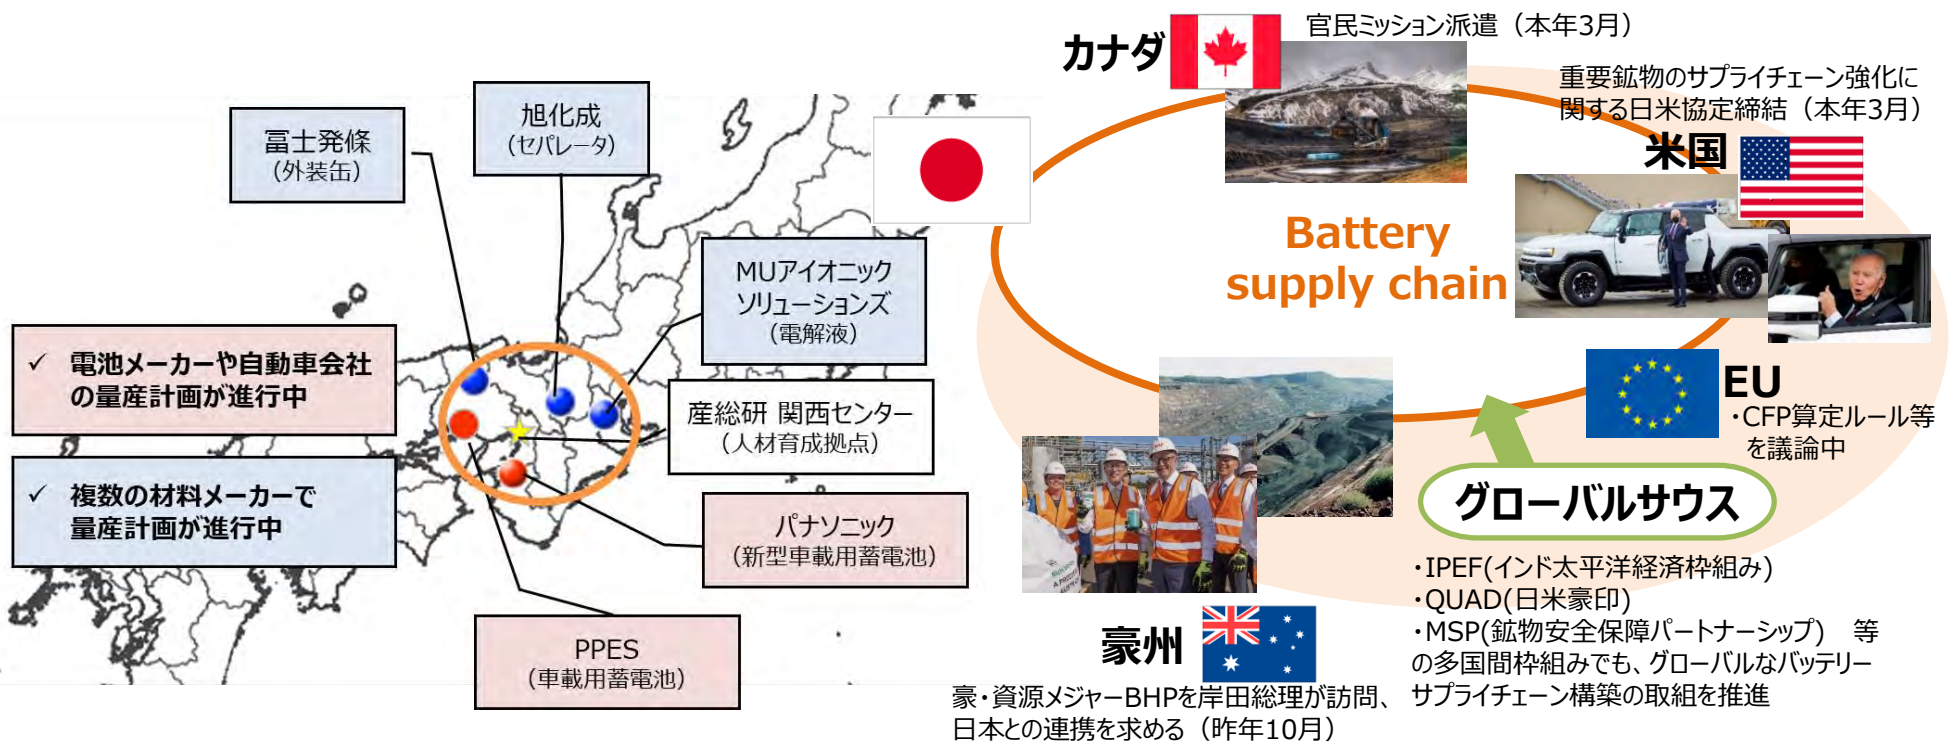 冨士発條
（外装缶）
旭化成
（セパレータ）
MUアイオニック
ソリューションズ
（電解液）
✓ 電池メーカーや自動車会社
の量産計画が進行中
✓ 複数の材料メーカーで
量産計画が進行中
産総研 関西センター
（人材育成拠点）
パナソニック
（新型車載用蓄電池）
PPES
（車載用蓄電池）
カナダ
官民ミッション派遣（本年3月）
重要鉱物のサプライチェーン強化に
関する日米協定締結（本年3月）
米国
Battery
supply chain
EU
・CFP算定ルール等
を議論中
グローバルサウス
・IPEF(インド太平洋経済枠組み)
・QUAD(日米豪印)
・MSP(鉱物安全保障パートナーシップ)　等
の多国間枠組みでも、グローバルなバッテリー
サプライチェーン構築の取組を推進
豪州
豪・資源メジャーBHPを岸田総理が訪問、
日本との連携を求める（昨年10月）